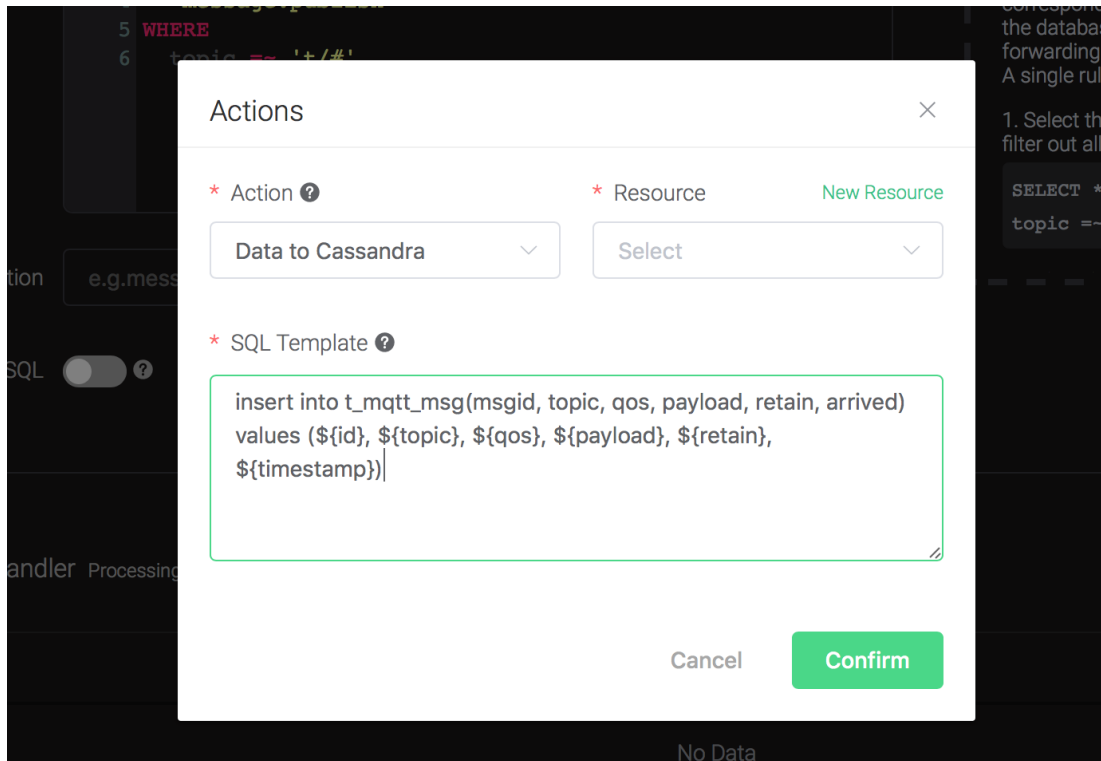 5 WHERE
6 topic =~ 't/#'
correspond
the databas
forwarding
A single rul
1. Select th
filter out all
SELECT *
topic =~
Actions
* Action ?
* Resource
New Resource
Data to Cassandra
Select
* SQL Template ?
insert into t_mqtt_msg(msgid, topic, qos, payload, retain, arrived)
values (${id}, ${topic}, ${qos}, ${payload}, ${retain},
${timestamp})
Cancel
Confirm
tion
e.g.mess
SQL
?
andler Processing
No Data